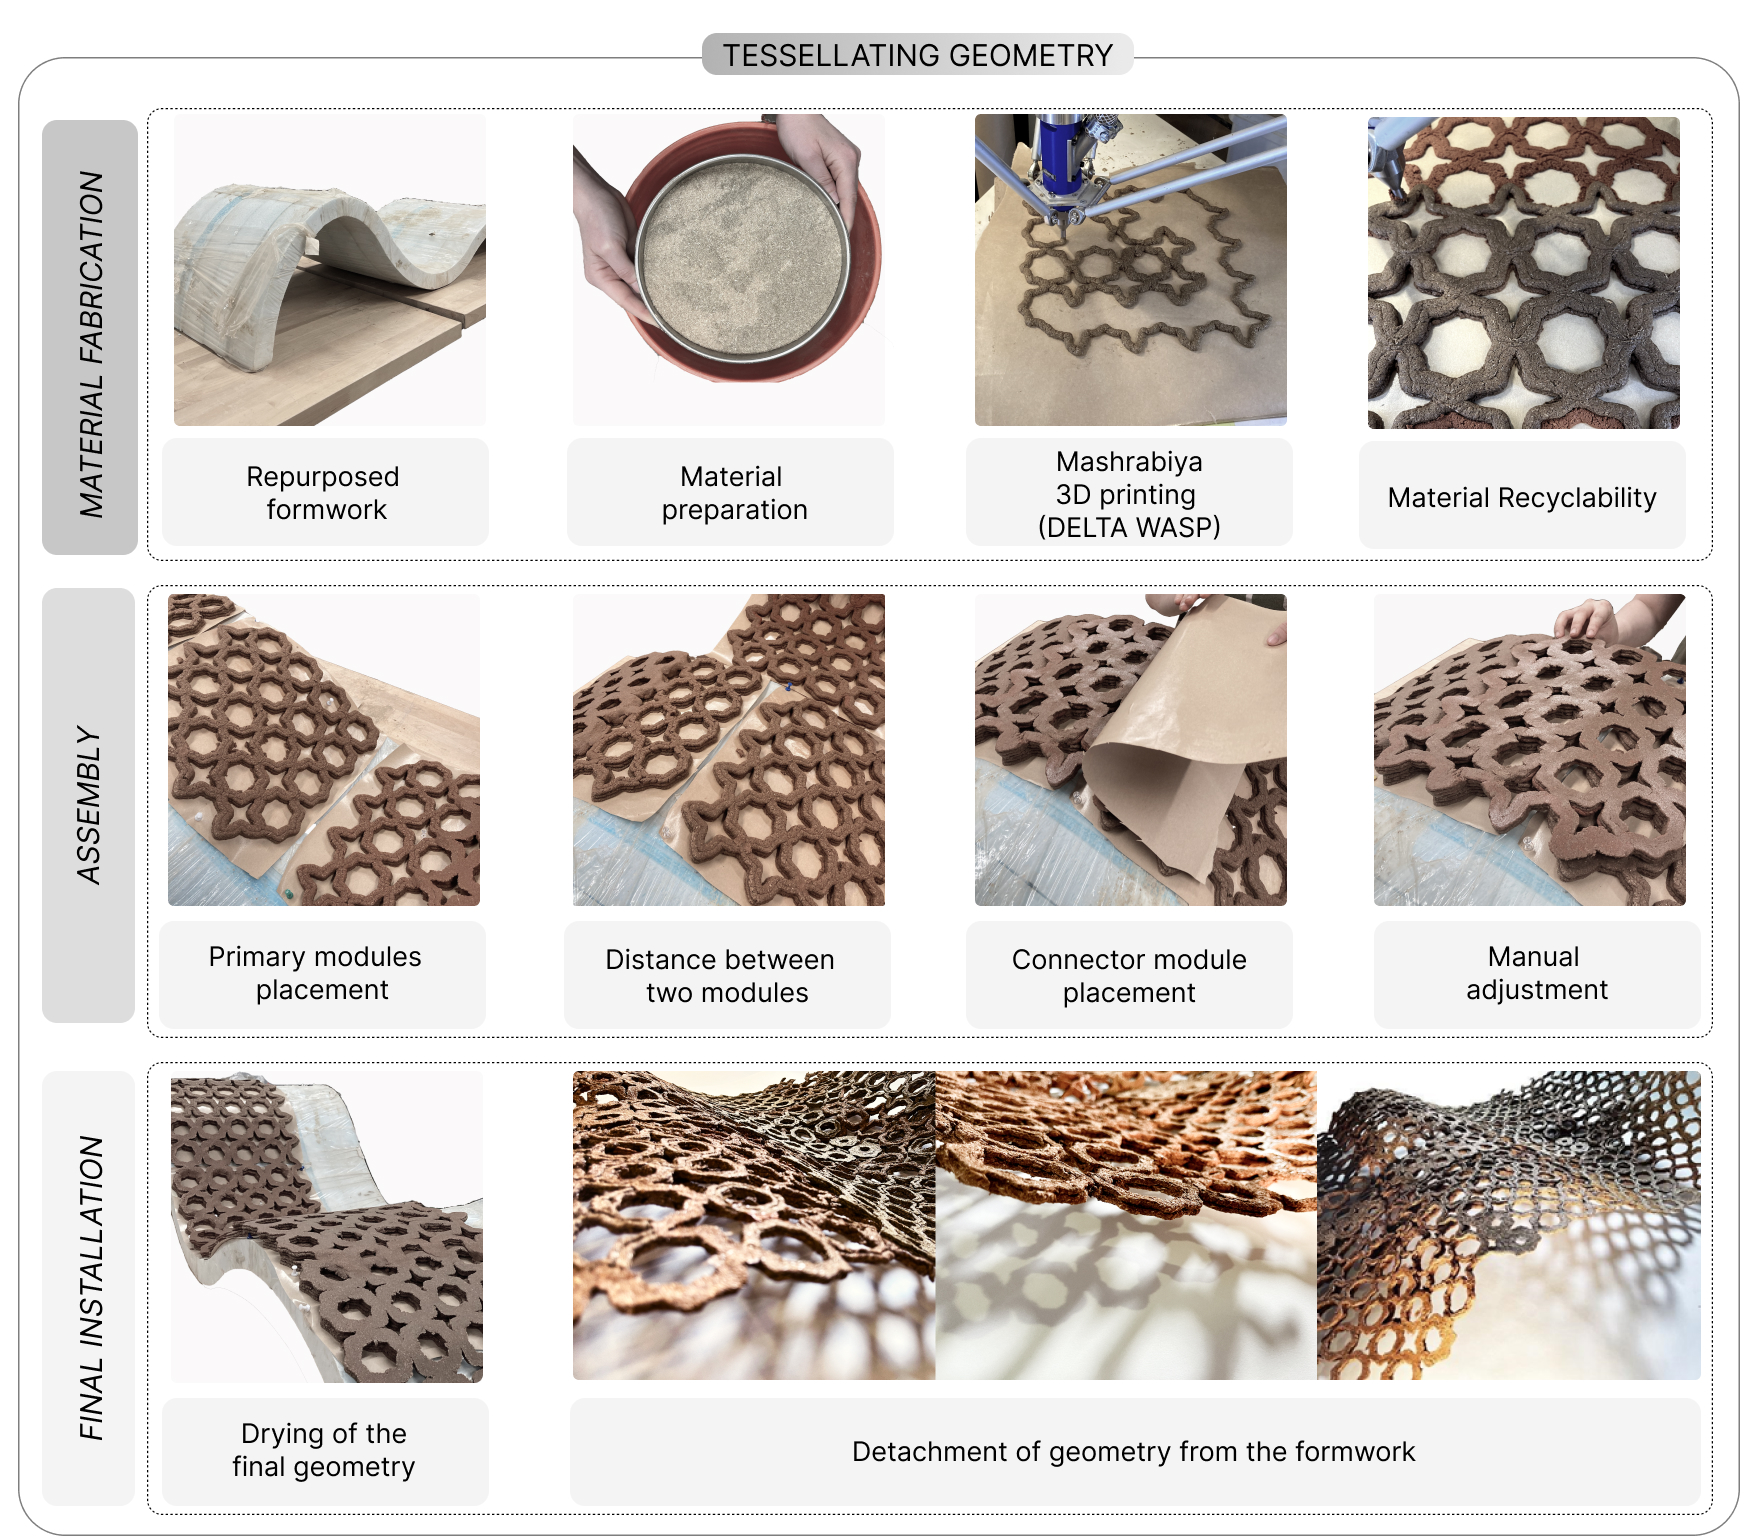 TESSELLATING GEOMETRY
MATERIAL FABRICATION
Repurposed
formwork
Material
preparation
Mashrabiya
3D printing
(DELTA WASP)
Material Recyclability
ASSEMBLY
Primary modules
placement
Distance between
two modules
Connector module
placement
Manual
adjustment
FINAL INSTALLATION
Drying of the
final geometry
Detachment of geometry from the formwork